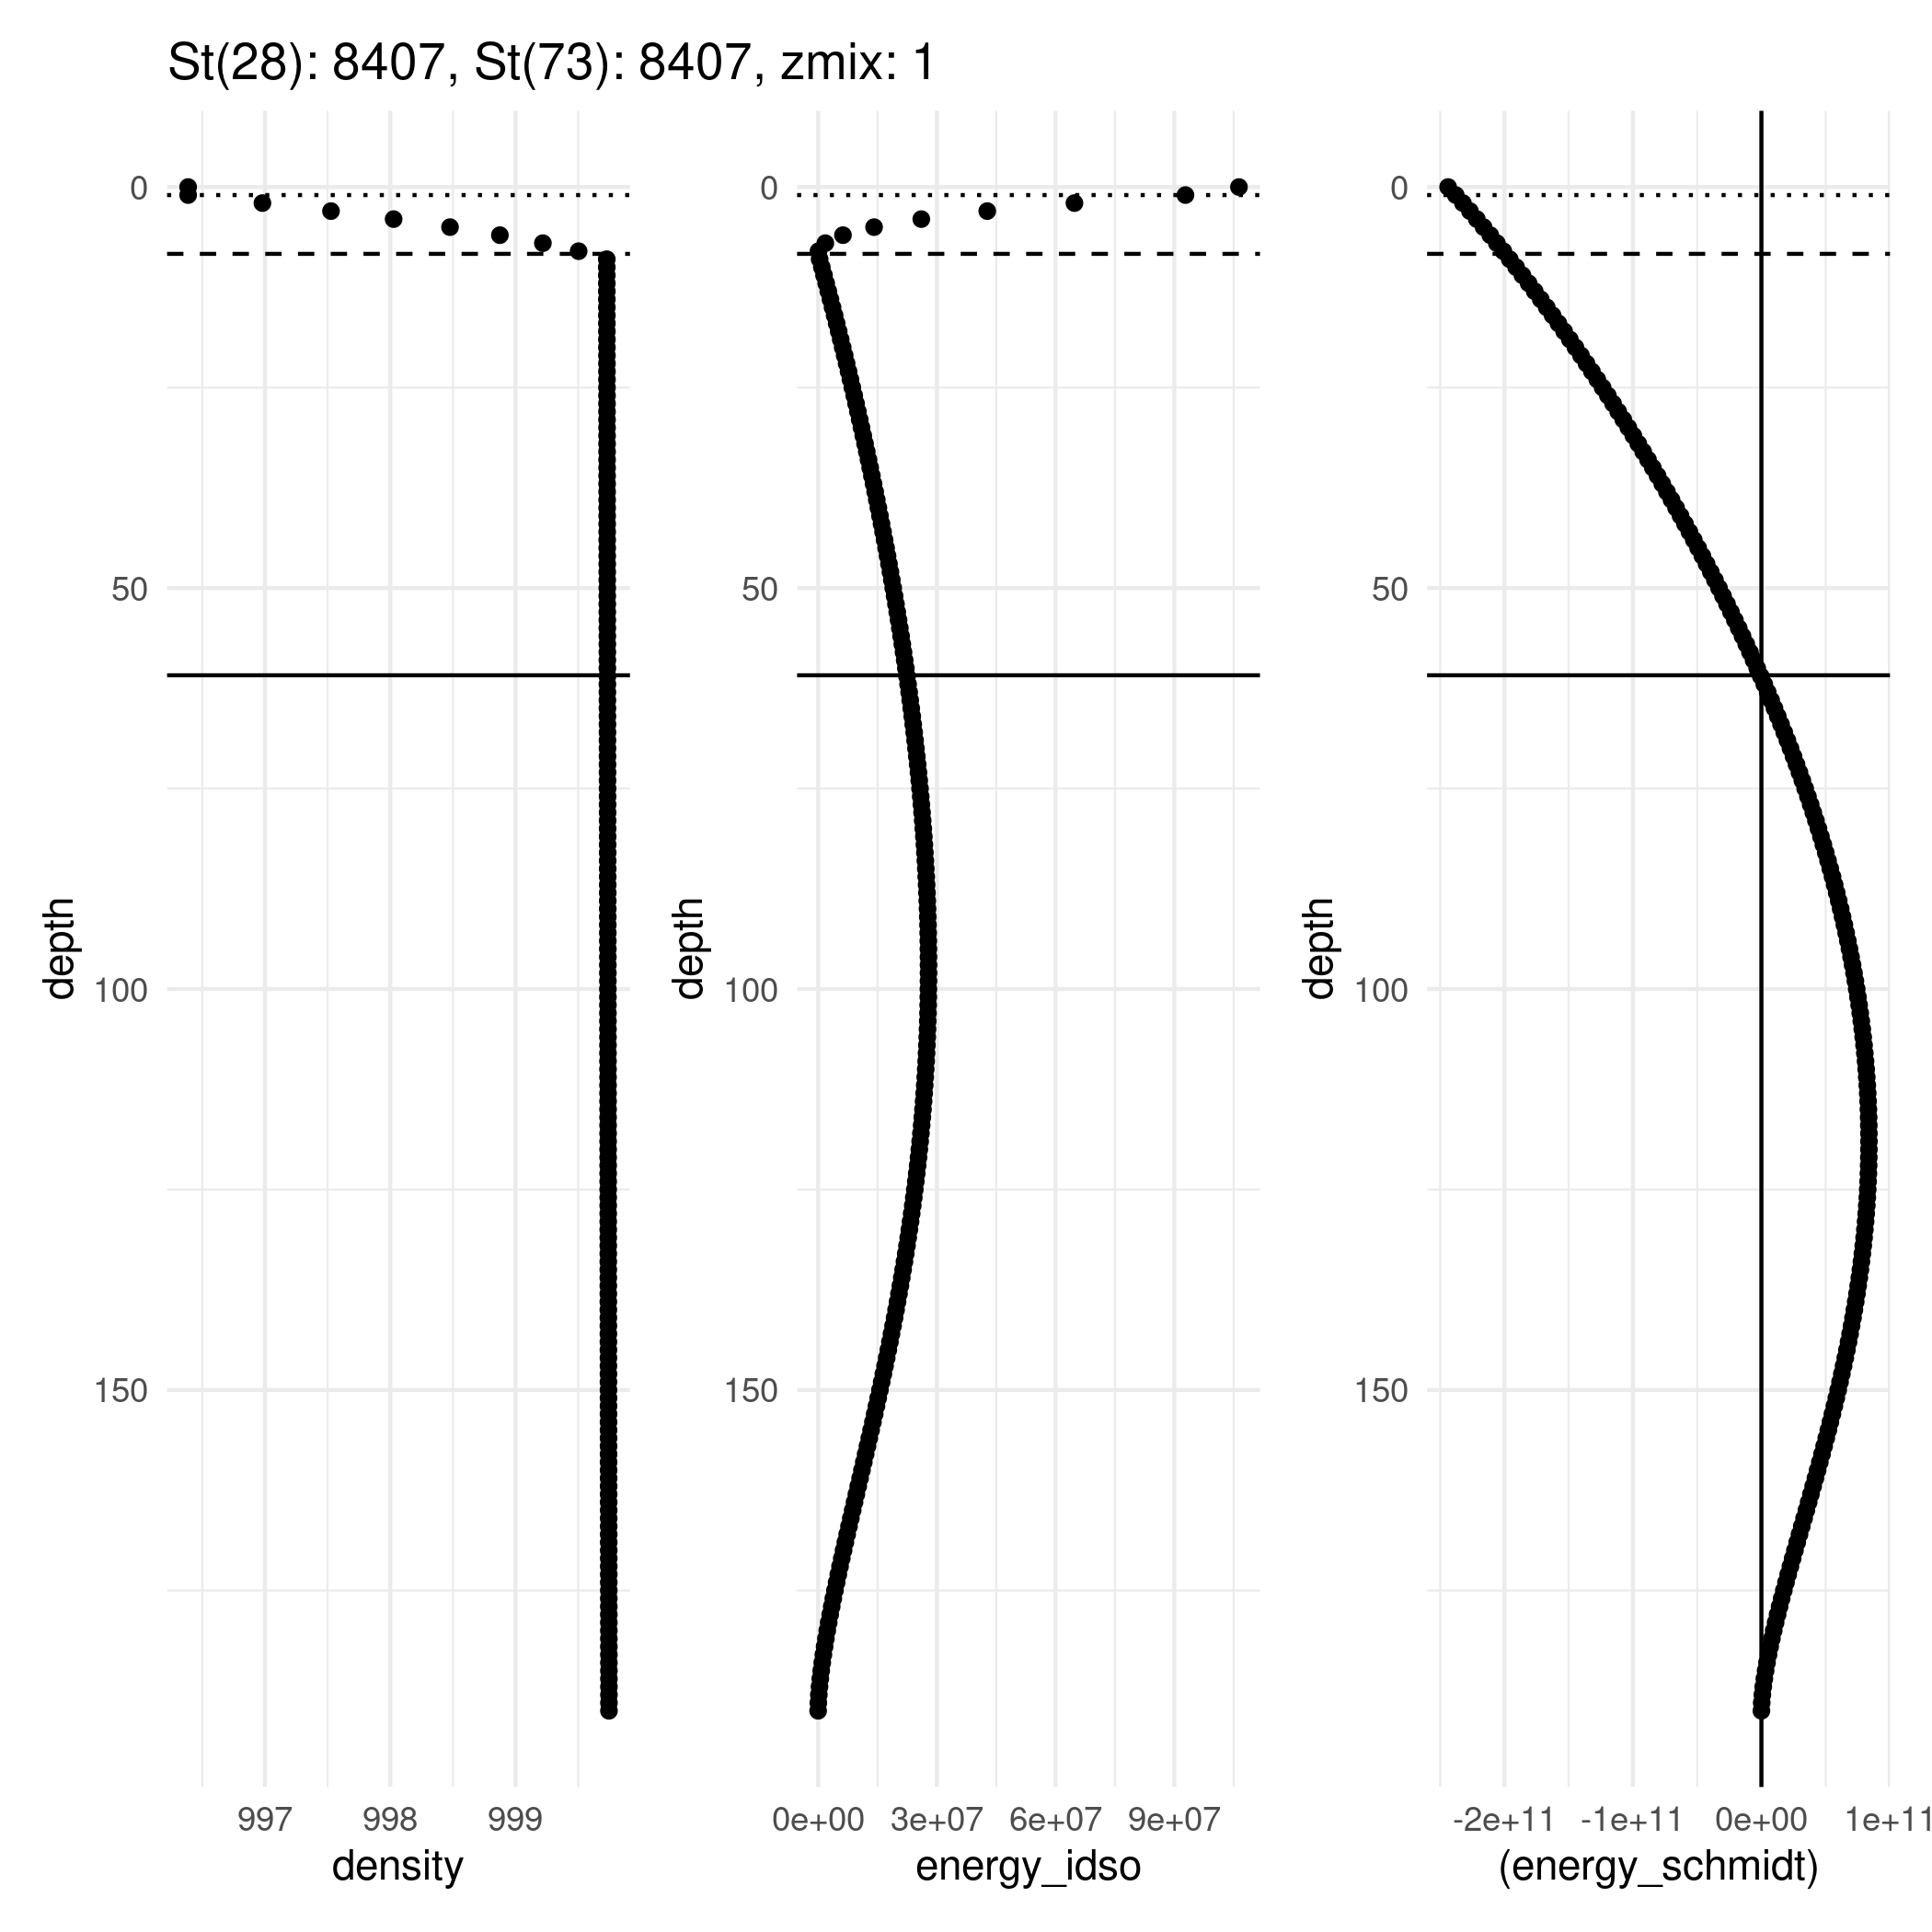 St(28): 8407, St(73): 8407, zmix: 1
0
50
100
150
depth
997 998 999
density
0
50
100
150
depth
0e+00 3e+07 6e+07 9e+07
energy_idso
0
50
100
150
depth
-2e+11 -1e+11 0e+00 1e+11
(energy_schmidt)